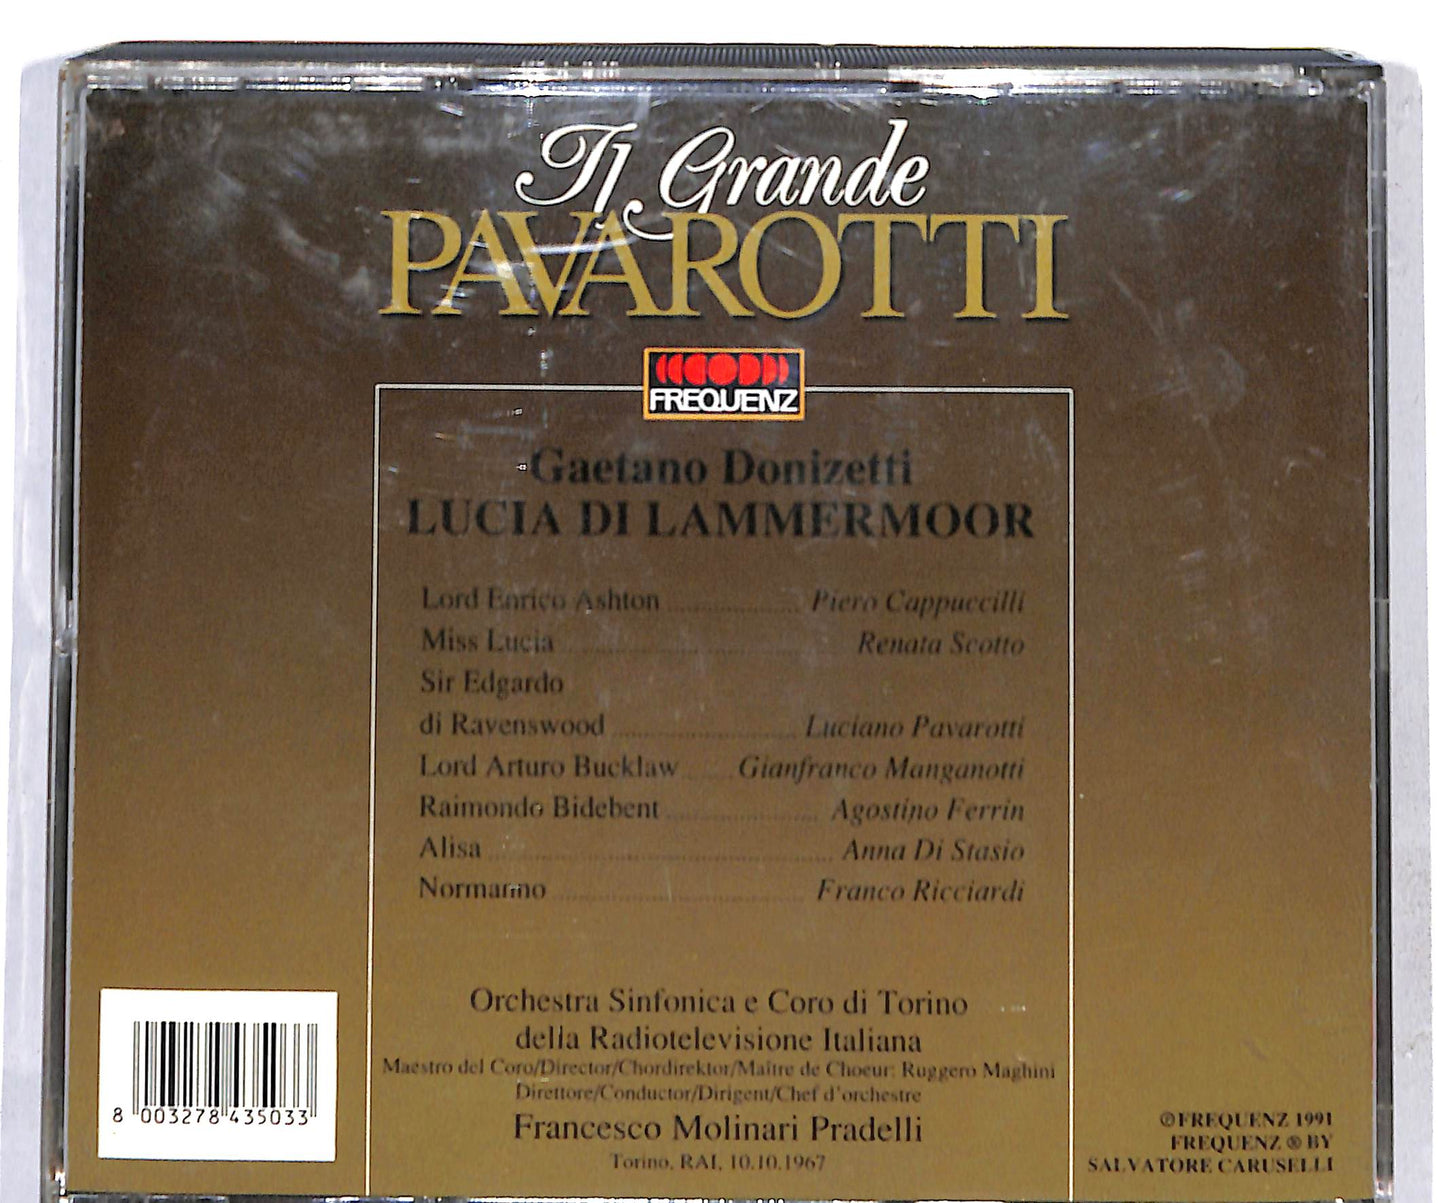 Il Grande
PAVAROTTI
FREQUENZ
Gaetano Donizetti
LUCIA DI LAMMERMOOR
Lord Enrico Ashton ................... Piero Cappuccilli
Miss Lucia ................................... Renata Scotto
Sir Edgardo
di Ravenswood ......................... Luciano Pavarotti
Lord Arturo Bucklaw ...... Gianfranco Manganotti
Raimondo Bidebent ...................... Agostino Ferrin
Alisa ................................................ Anna Di Stasio
Normanno .................................. Franco Ricciardi
Orchestra Sinfonica e Coro di Torino
della Radiotelevisione Italiana
Maestro del Coro/Director/Chordirektor/Maître de Choeur: Ruggero Maghini
Direttore/Conductor/Dirigent/Chef d'orchestre
Francesco Molinari Pradelli
Torino, RAI, 10.10.1967
8 003278 435033
℗ FREQUENZ 1991
FREQUENZ ® BY
SALVATORE CARUSELLI